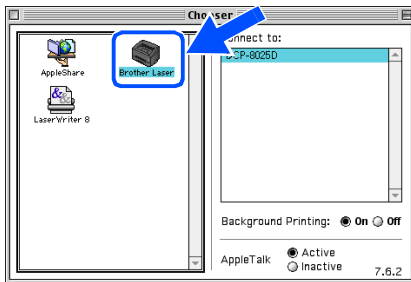 Chooser
AppleShare
Brother Laser
LaserWriter 8
Connect to:
DCP-8025D
Background Printing: On Off
AppleTalk
Active
Inactive
7.6.2